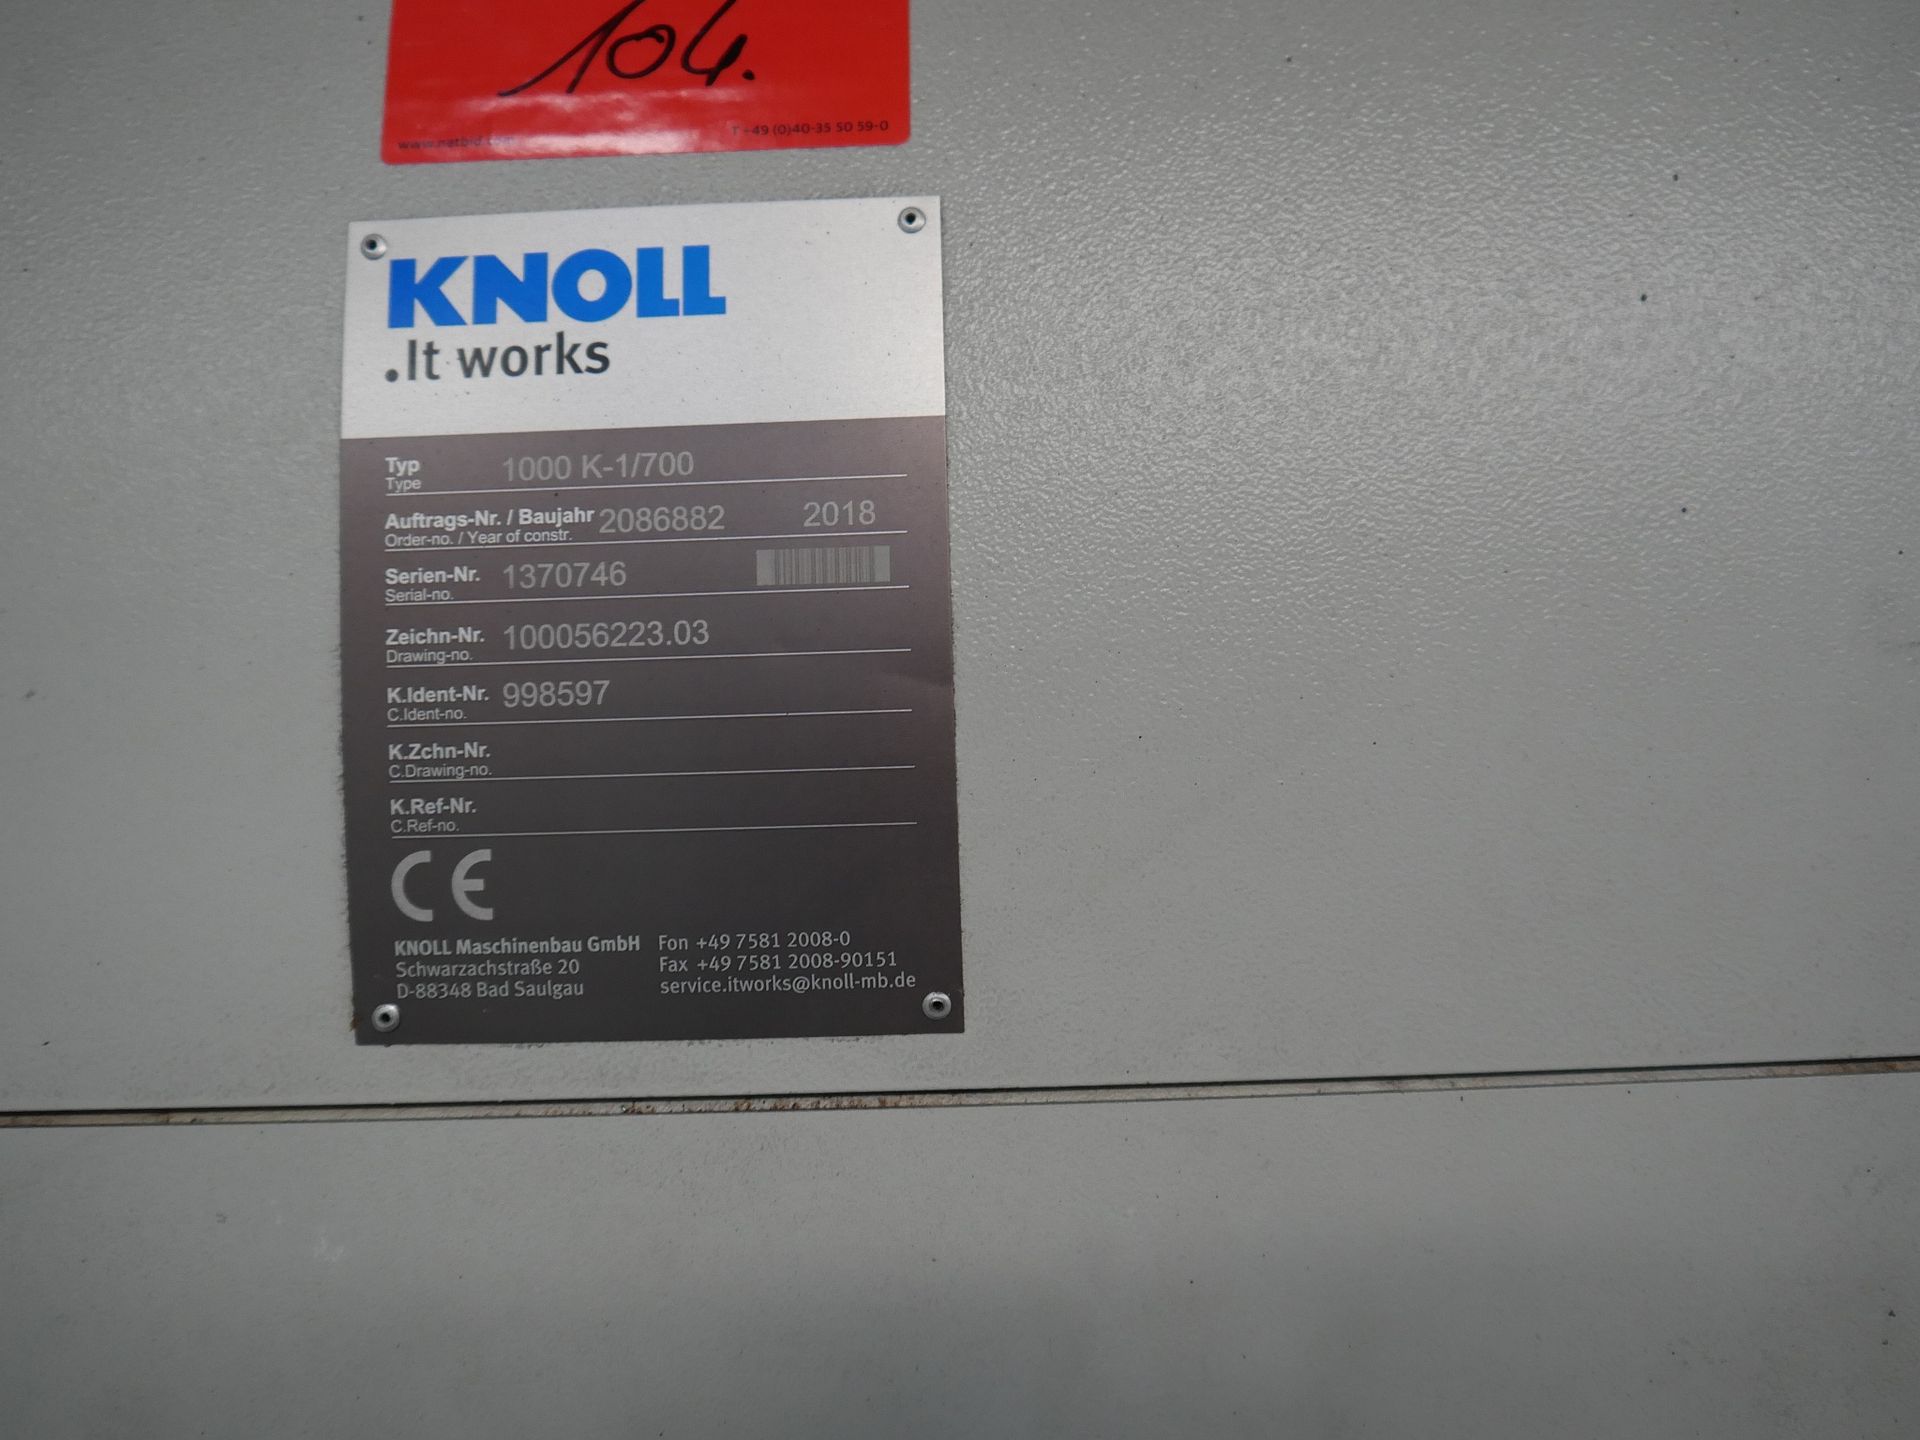 104.
www.netbid.com T +49 (0)40-35 50 59-0
KNOLL
.It works
Typ 1000 K-1/700
Type
Auftrags-Nr. / Baujahr 2086882 2018
Order-no. / Year of constr.
Serien-Nr. 1370746
Serial-no.
Zeichn-Nr. 100056223.03
Drawing-no.
K.Ident-Nr. 998597
C.Ident-no.
K.Zchn-Nr.
C.Drawing-no.
K.Ref-Nr.
C.Ref-no.
CE
KNOLL Maschinenbau GmbH Fon +49 7581 2008-0
Schwarzachstraße 20 Fax +49 7581 2008-90151
D-88348 Bad Saulgau service.itworks@knoll-mb.de